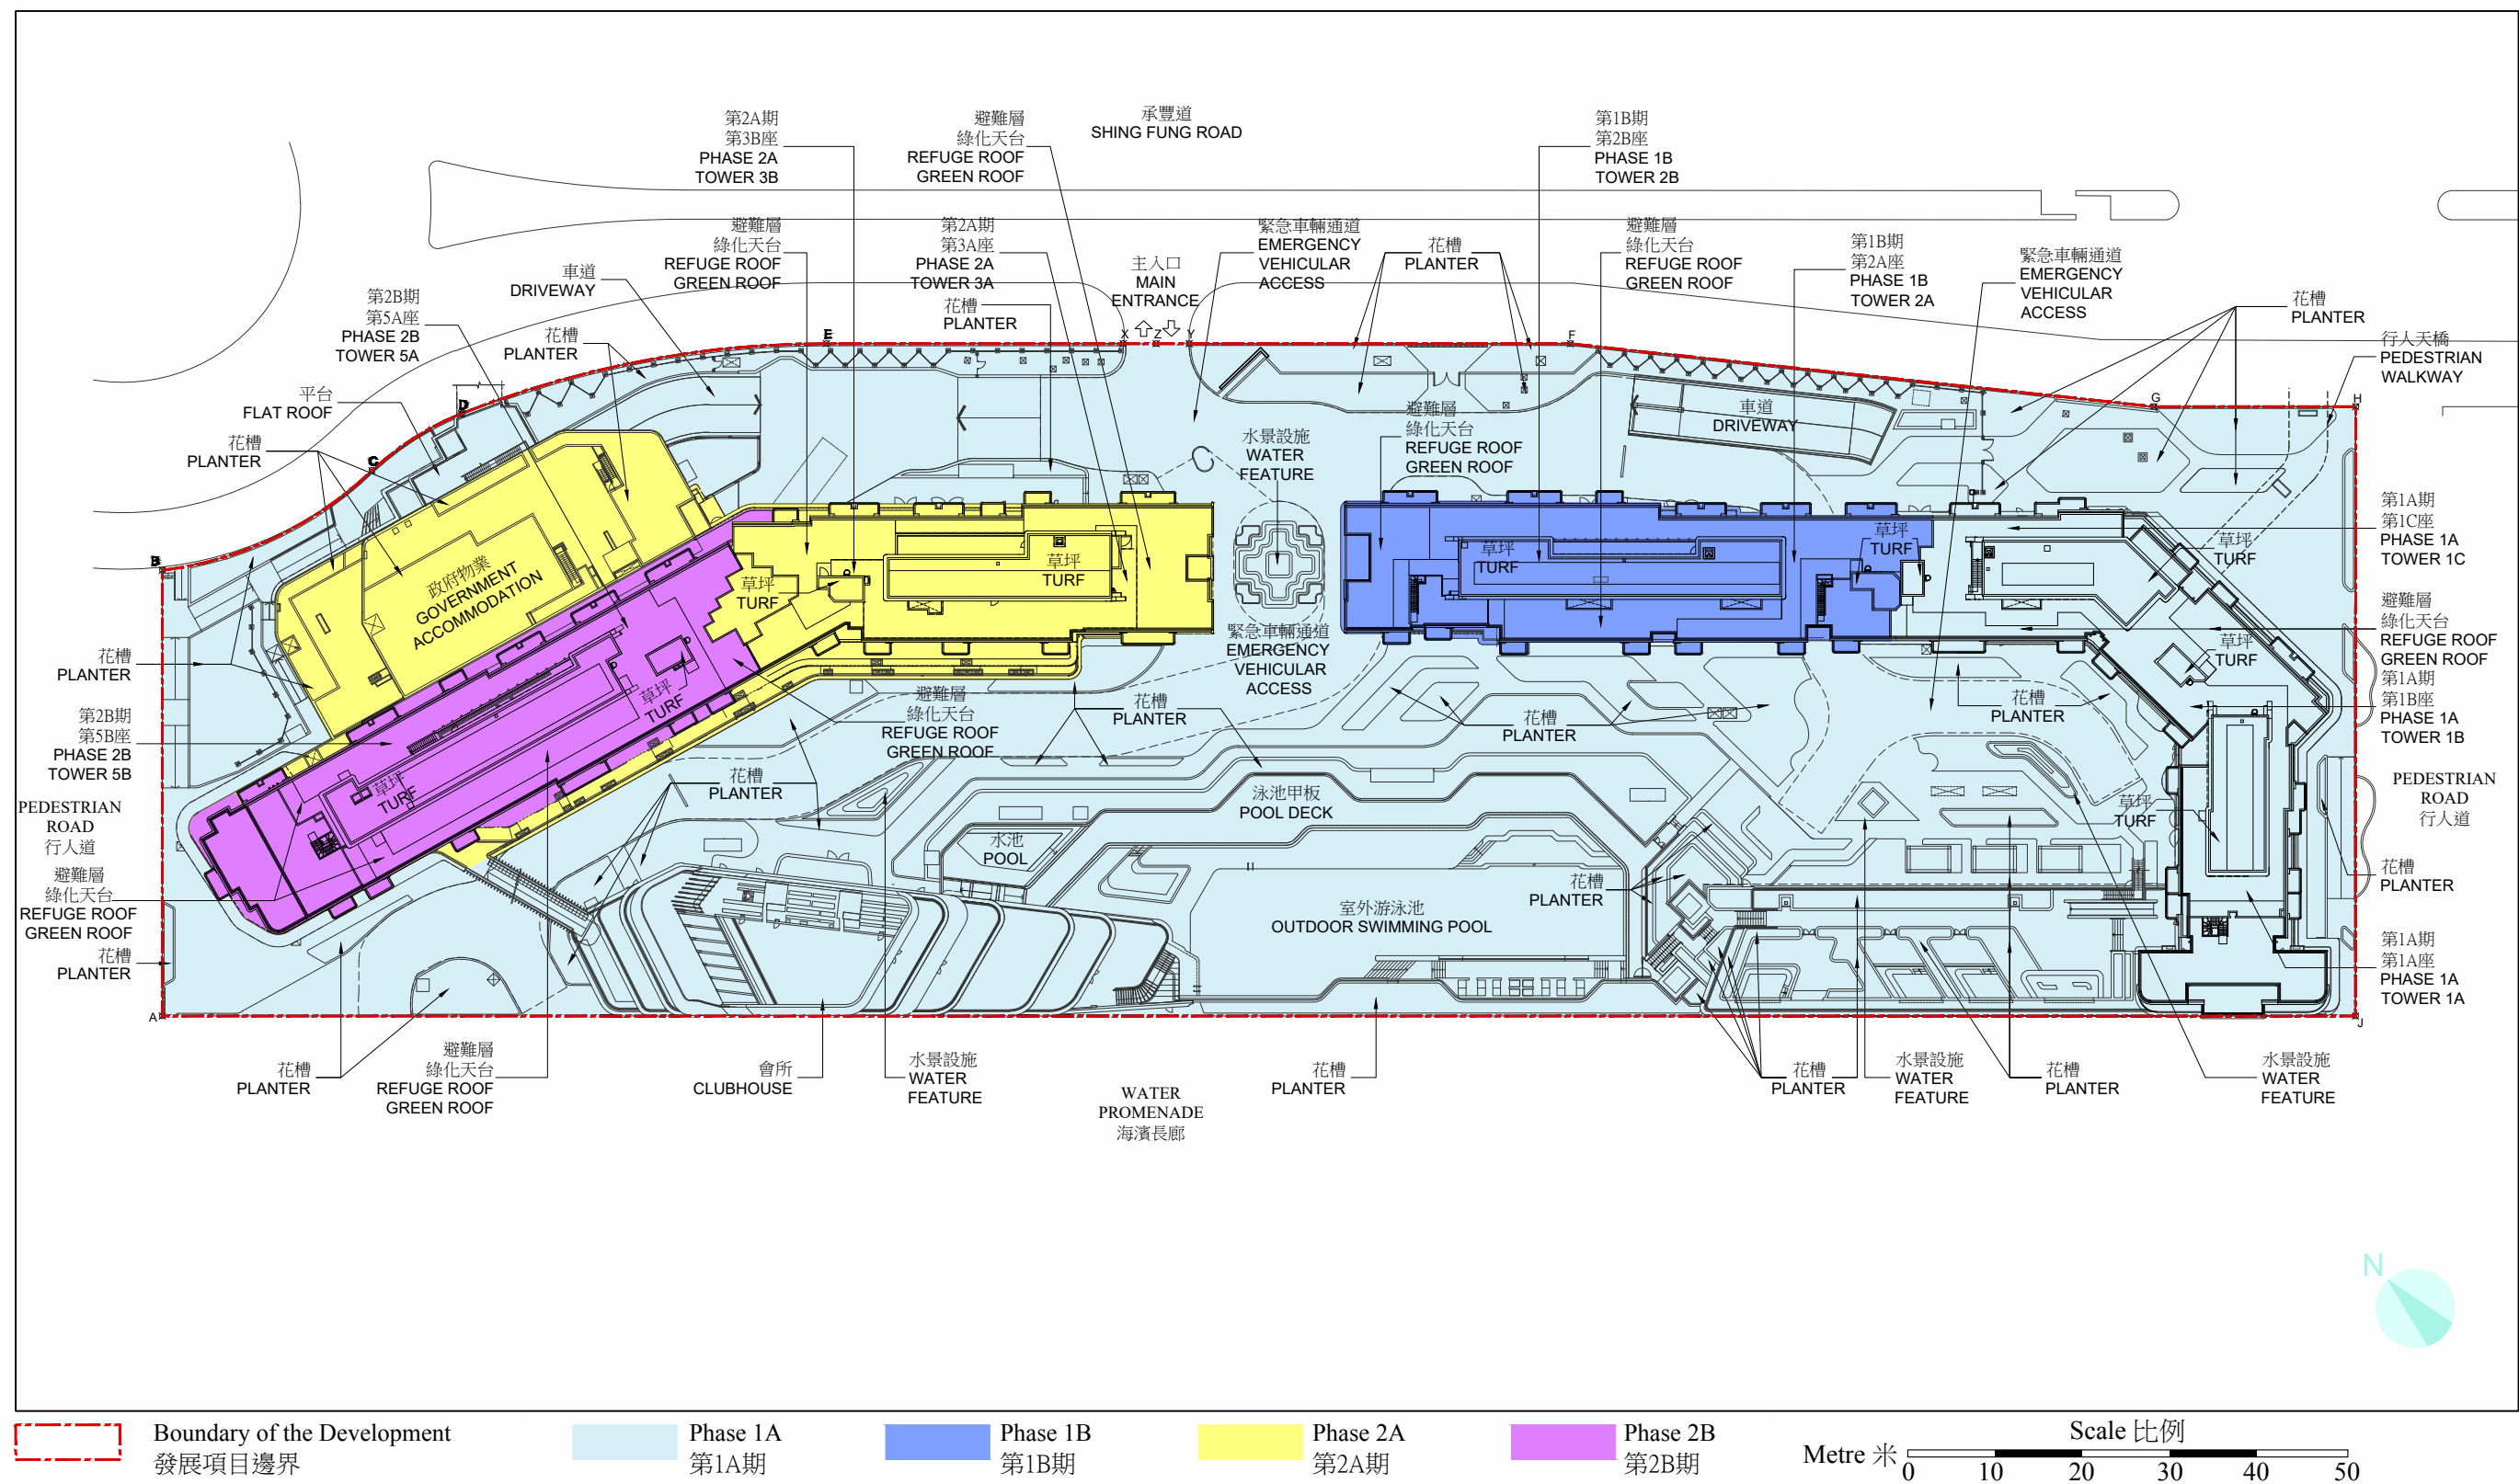 承豐道
SHING FUNG ROAD
第2A期
第3B座
PHASE 2A
TOWER 3B
避難層
綠化天台
REFUGE ROOF
GREEN ROOF
第1B期
第2B座
PHASE 1B
TOWER 2B
避難層
綠化天台
REFUGE ROOF
GREEN ROOF
第2A期
第3A座
PHASE 2A
TOWER 3A
緊急車輛通道
EMERGENCY
VEHICULAR
ACCESS
花槽
PLANTER
避難層
綠化天台
REFUGE ROOF
GREEN ROOF
第1B期
第2A座
PHASE 1B
TOWER 2A
緊急車輛通道
EMERGENCY
VEHICULAR
ACCESS
花槽
PLANTER
行人天橋
PEDESTRIAN
WALKWAY
車道
DRIVEWAY
主入口
MAIN
ENTRANCE
第2B期
第5A座
PHASE 2B
TOWER 5A
花槽
PLANTER
花槽
PLANTER
平台
FLAT ROOF
花槽
PLANTER
A
B
C
D
E
X
Z
Y
F
G
H
J
避難層
綠化天台
REFUGE ROOF
GREEN ROOF
車道
DRIVEWAY
水景設施
WATER
FEATURE
政府物業
GOVERNMENT
ACCOMMODATION
草坪
TURF
草坪
TURF
草坪
TURF
草坪
TURF
草坪
TURF
第1A期
第1C座
PHASE 1A
TOWER 1C
避難層
綠化天台
REFUGE ROOF
GREEN ROOF
草坪
TURF
第1A期
第1B座
PHASE 1A
TOWER 1B
緊急車輛通道
EMERGENCY
VEHICULAR
ACCESS
花槽
PLANTER
第2B期
第5B座
PHASE 2B
TOWER 5B
草坪
TURF
草坪
TURF
避難層
綠化天台
REFUGE ROOF
GREEN ROOF
花槽
PLANTER
花槽
PLANTER
花槽
PLANTER
花槽
PLANTER
PEDESTRIAN
ROAD
行人道
泳池甲板
POOL DECK
草坪
TURF
PEDESTRIAN
ROAD
行人道
水池
POOL
避難層
綠化天台
REFUGE ROOF
GREEN ROOF
花槽
PLANTER
室外游泳池
OUTDOOR SWIMMING POOL
花槽
PLANTER
花槽
PLANTER
第1A期
第1A座
PHASE 1A
TOWER 1A
花槽
PLANTER
避難層
綠化天台
REFUGE ROOF
GREEN ROOF
會所
CLUBHOUSE
水景設施
WATER
FEATURE
WATER
PROMENADE
海濱長廊
花槽
PLANTER
花槽
PLANTER
水景設施
WATER
FEATURE
花槽
PLANTER
水景設施
WATER
FEATURE
N
Boundary of the Development
發展項目邊界
Phase 1A
第1A期
Phase 1B
第1B期
Phase 2A
第2A期
Phase 2B
第2B期
Scale 比例
Metre 米
0 10 20 30 40 50